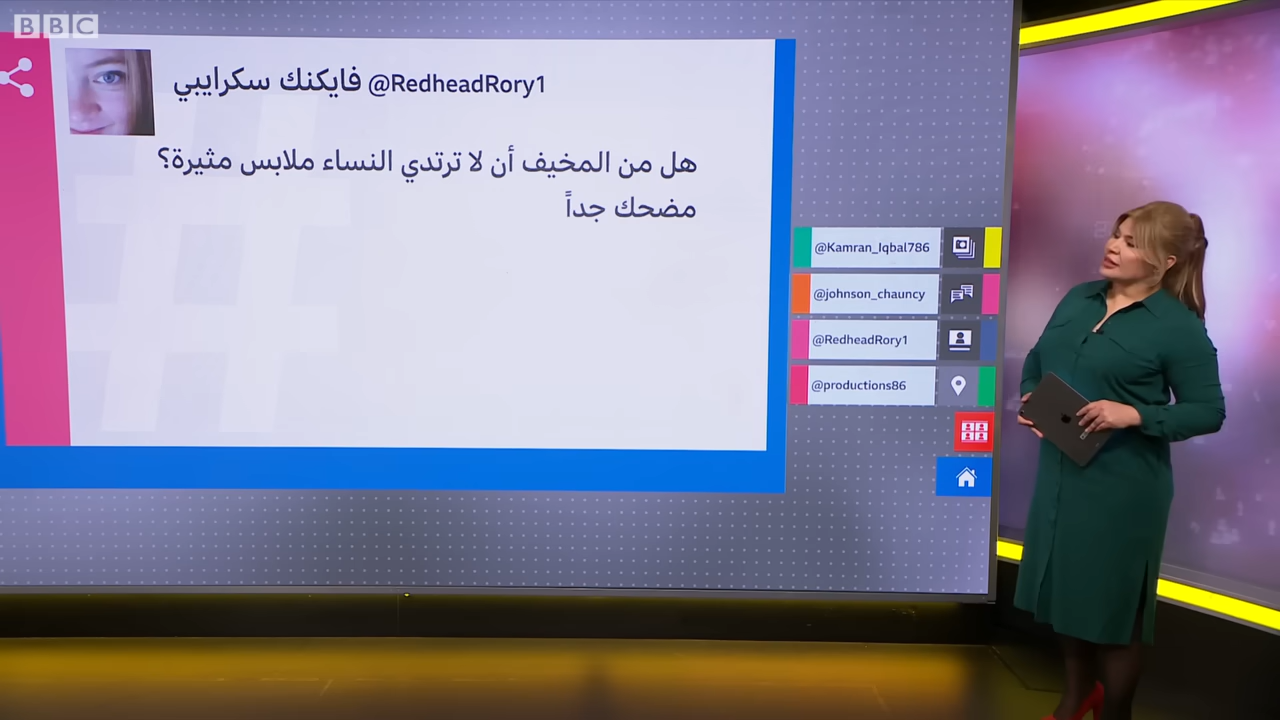 BBC
فايكنك سكرايبي @RedheadRory1
هل من المخيف أن لا ترتدي النساء ملابس مثيرة؟
مضحك جداً
@Kamran_Iqbal786
@johnson_chauncy
@RedheadRory1
@productions86